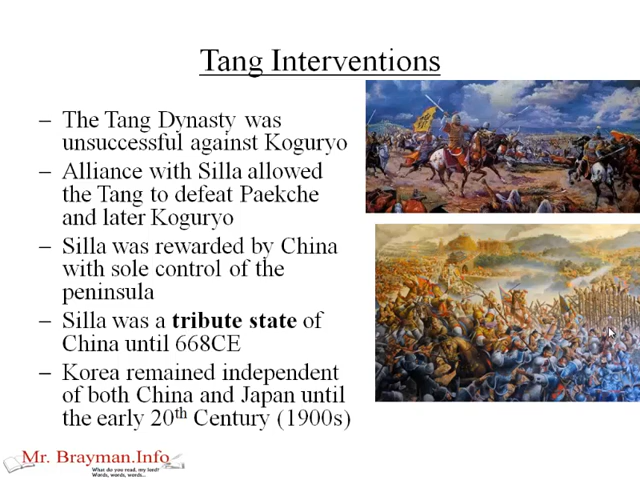 Tang Interventions
– The Tang Dynasty was
unsuccessful against Koguryo
– Alliance with Silla allowed
the Tang to defeat Paekche
and later Koguryo
– Silla was rewarded by China
with sole control of the
peninsula
– Silla was a tribute state of
China until 668CE
– Korea remained independent
of both China and Japan until
the early 20th Century (1900s)
Mr. Brayman.Info
What do you read, my lord?
Words, words, words...